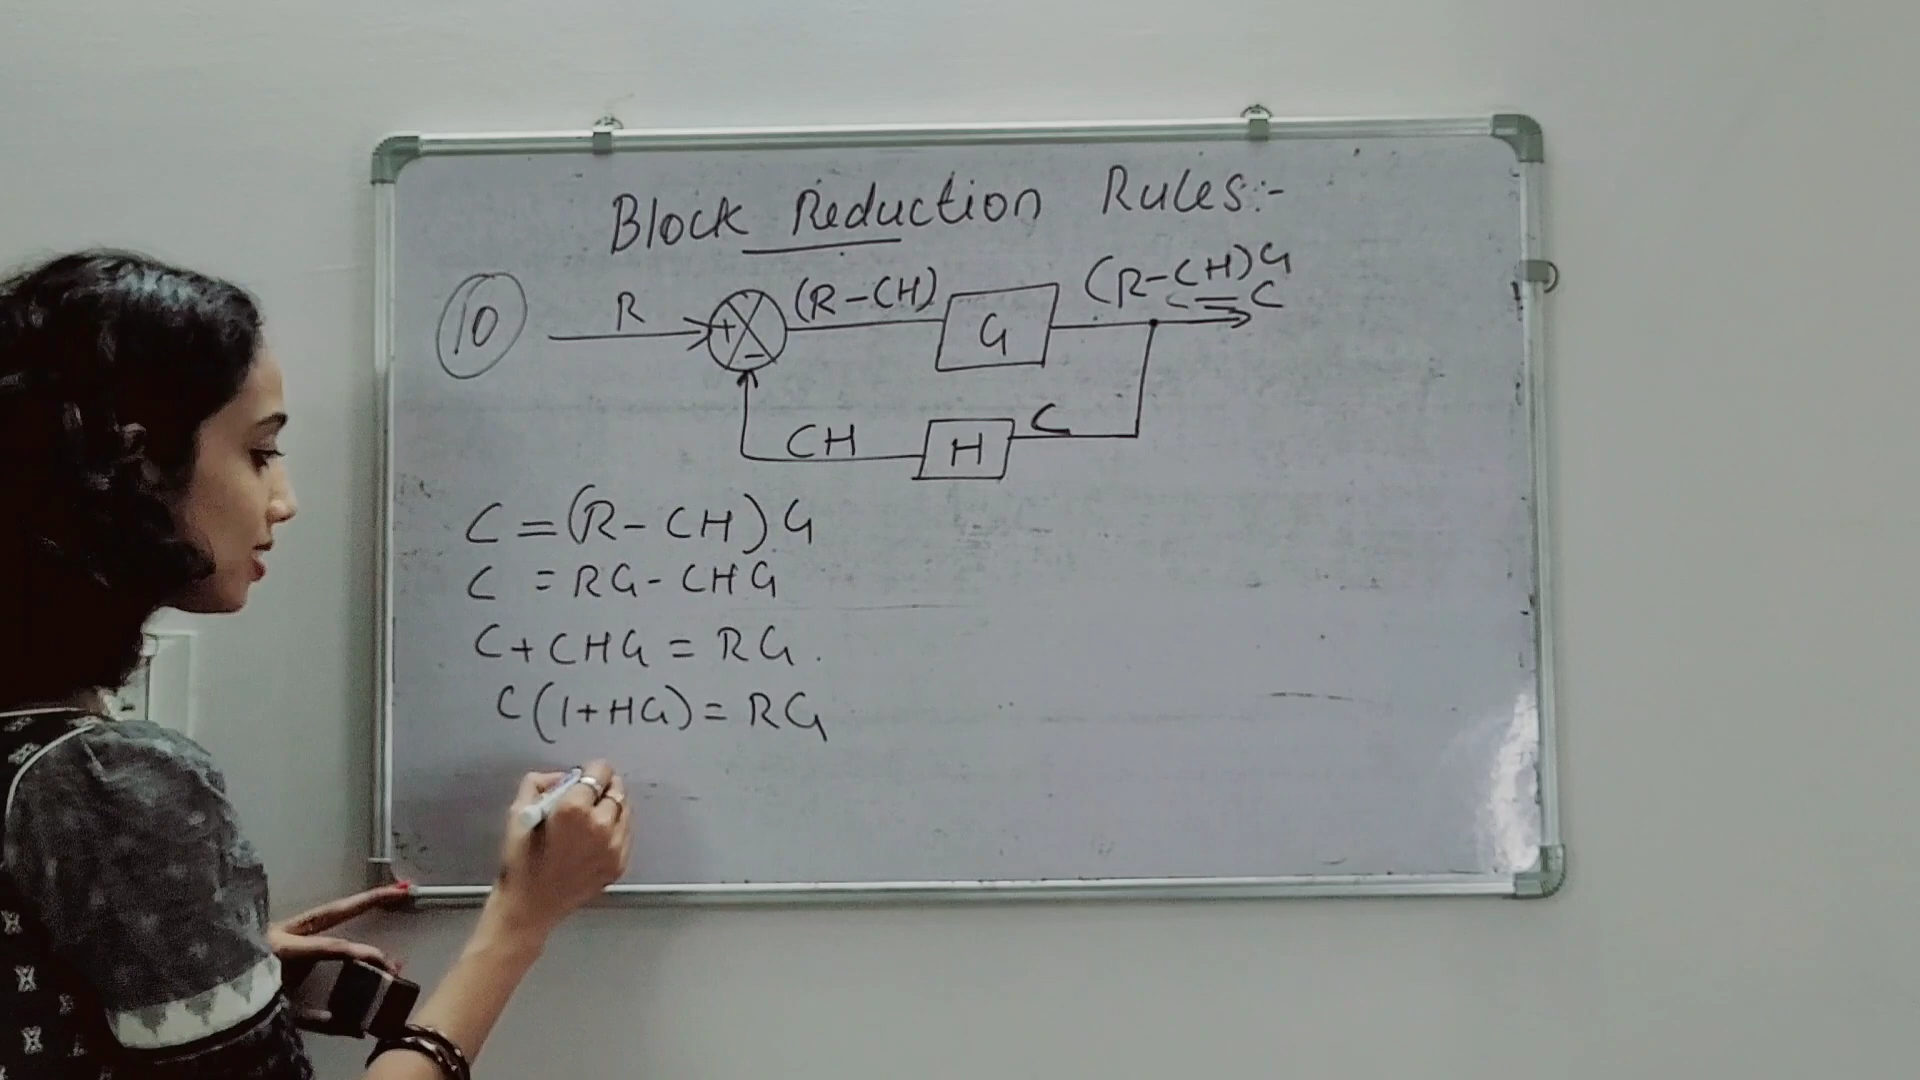 Block Reduction Rules:-
10
R
+
-
(R-CH)
G
(R-CH)G
= C
C
H
CH
C = (R-CH)G
C = RG-CHG
C+CHG = RG.
C(1+HG) = RG